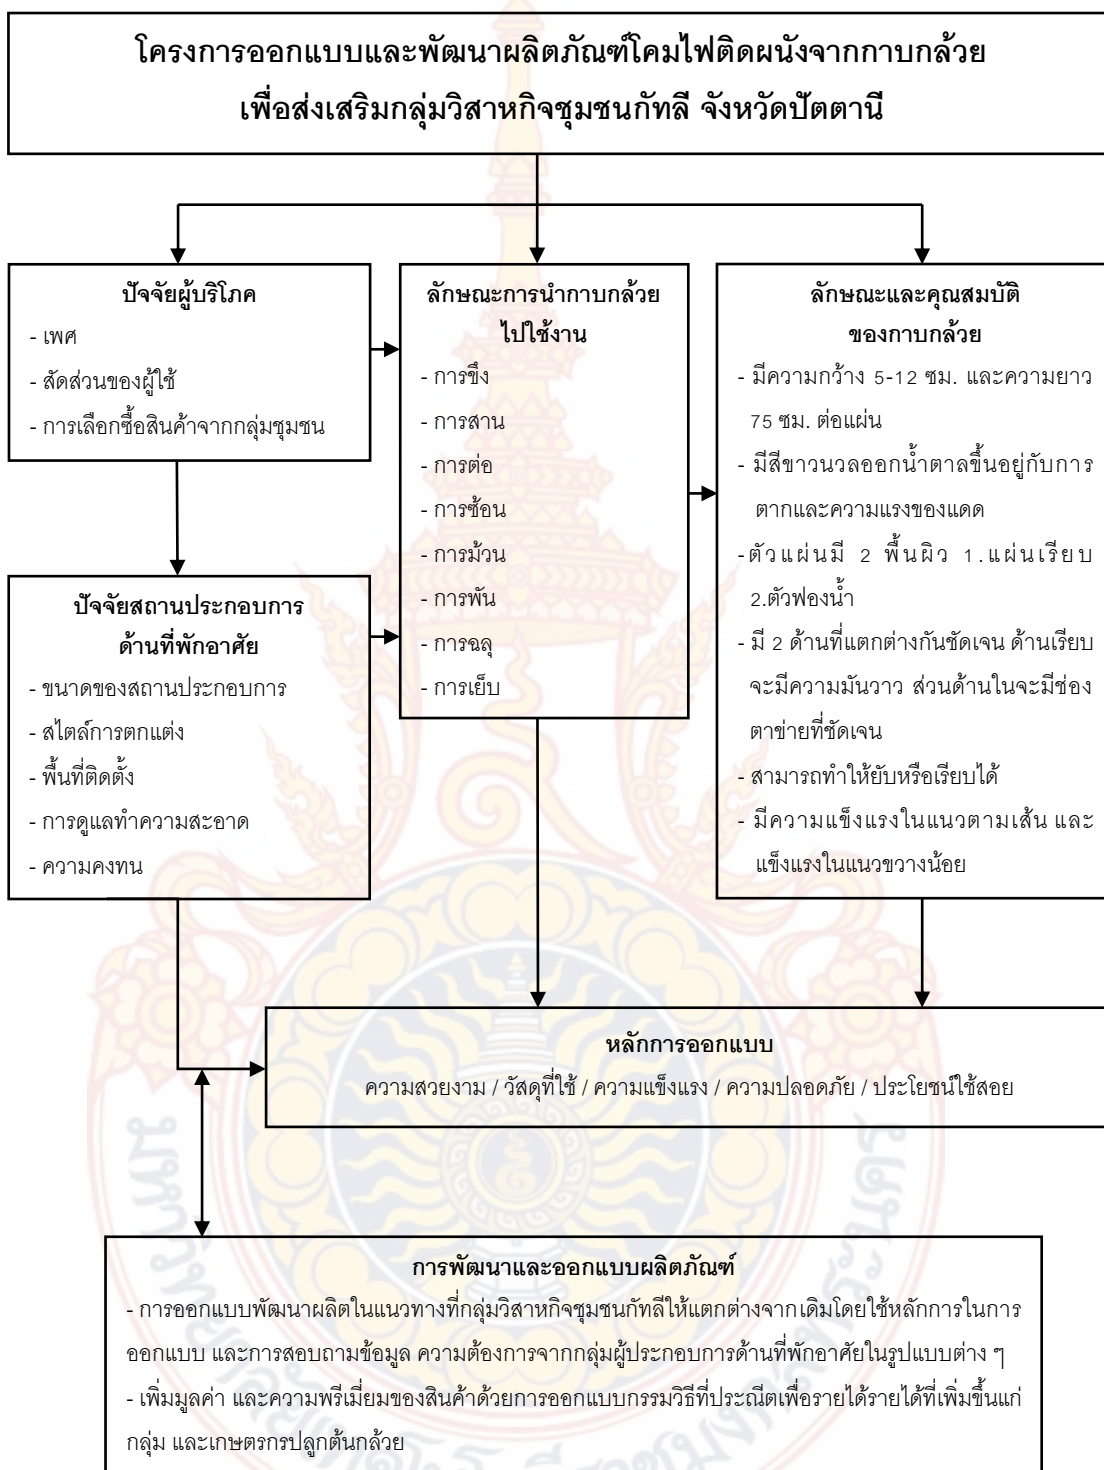 โครงการออกแบบและพัฒนาผลิตภัณฑ์โคมไฟติดผนังจากกาบกล้วย
เพื่อส่งเสริมกลุ่มวิสาหกิจชุมชนกัทลี จังหวัดปัตตานี
ปัจจัยผู้บริโภค
- เพศ
- สัดส่วนของผู้ใช้
- การเลือกซื้อสินค้าจากกลุ่มชุมชน
ปัจจัยสถานประกอบการ
ด้านที่พักอาศัย
- ขนาดของสถานประกอบการ
- สไตล์การตกแต่ง
- พื้นที่ติดตั้ง
- การดูแลทำความสะอาด
- ความคงทน
ลักษณะการนำกาบกล้วย
ไปใช้งาน
- การขึง
- การสาน
- การต่อ
- การซ้อน
- การม้วน
- การพัน
- การฉลุ
- การเย็บ
ลักษณะและคุณสมบัติ
ของกาบกล้วย
- มีความกว้าง 5-12 ซม. และความยาว
75 ซม. ต่อแผ่น
- มีสีขาวนวลออกน้ำตาลขึ้นอยู่กับการ
ตากและความแรงของแดด
- ตัวแผ่นมี 2 พื้นผิว 1.แผ่นเรียบ
2.ตัวฟองน้ำ
- มี 2 ด้านที่แตกต่างกันชัดเจน ด้านเรียบ
จะมีความมันวาว ส่วนด้านในจะมีช่อง
ตาข่ายที่ชัดเจน
- สามารถทำให้ยับหรือเรียบได้
- มีความแข็งแรงในแนวตามเส้น และ
แข็งแรงในแนวขวางน้อย
หลักการออกแบบ
ความสวยงาม / วัสดุที่ใช้ / ความแข็งแรง / ความปลอดภัย / ประโยชน์ใช้สอย
การพัฒนาและออกแบบผลิตภัณฑ์
- การออกแบบพัฒนาผลิตในแนวทางที่กลุ่มวิสาหกิจชุมชนกัทลีให้แตกต่างจากเดิมโดยใช้หลักการในการ
ออกแบบ และการสอบถามข้อมูล ความต้องการจากกลุ่มผู้ประกอบการด้านที่พักอาศัยในรูปแบบต่าง ๆ
- เพิ่มมูลค่า และความพรีเมี่ยมของสินค้าด้วยการออกแบบกรรมวิธีที่ประณีตเพื่อรายได้รายได้ที่เพิ่มขึ้นแก่
กลุ่ม และเกษตรกรปลูกต้นกล้วย